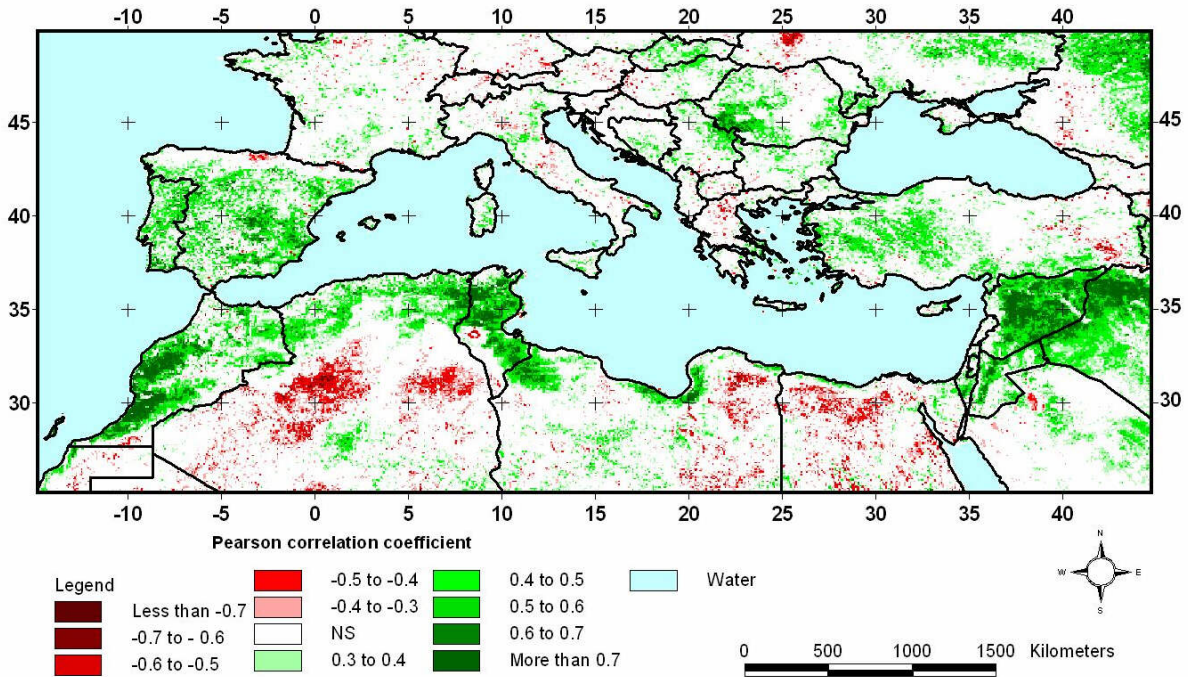 -10 -5 0 5 10 15 20 25 30 35 40
45 45
40 40
35 35
30 30
-10 -5 0 5 10 15 20 25 30 35 40
Pearson correlation coefficient
Legend
Less than -0.7
-0.7 to - 0.6
-0.6 to -0.5
-0.5 to -0.4
-0.4 to -0.3
NS
0.3 to 0.4
0.4 to 0.5
0.5 to 0.6
0.6 to 0.7
More than 0.7
Water
N
W E
S
0 500 1000 1500 Kilometers